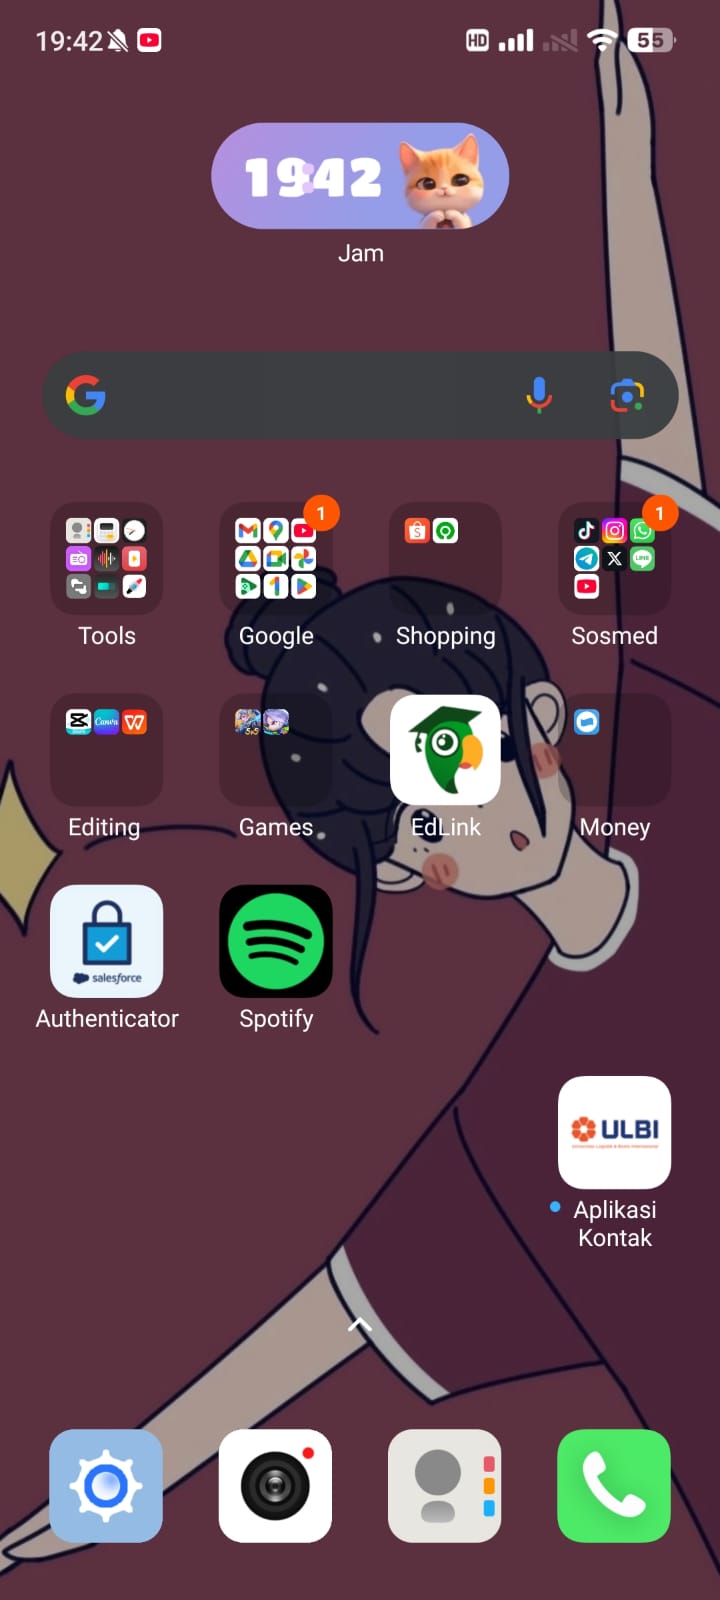 19:42
HD
55
1942
Jam
1
1
Tools
Google
Shopping
Sosmed
Canva
5v5
Editing
Games
EdLink
Money
salesforce
Authenticator
Spotify
ULBI
Aplikasi
Kontak